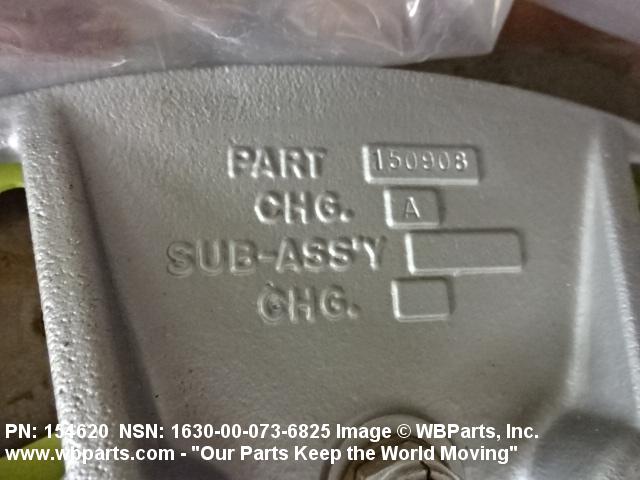 PART 150908
CHG. A
SUB-ASS'Y
CHG.
PN: 154620 NSN: 1630-00-073-6825 Image © WBParts, Inc.
www.wbparts.com - "Our Parts Keep the World Moving"